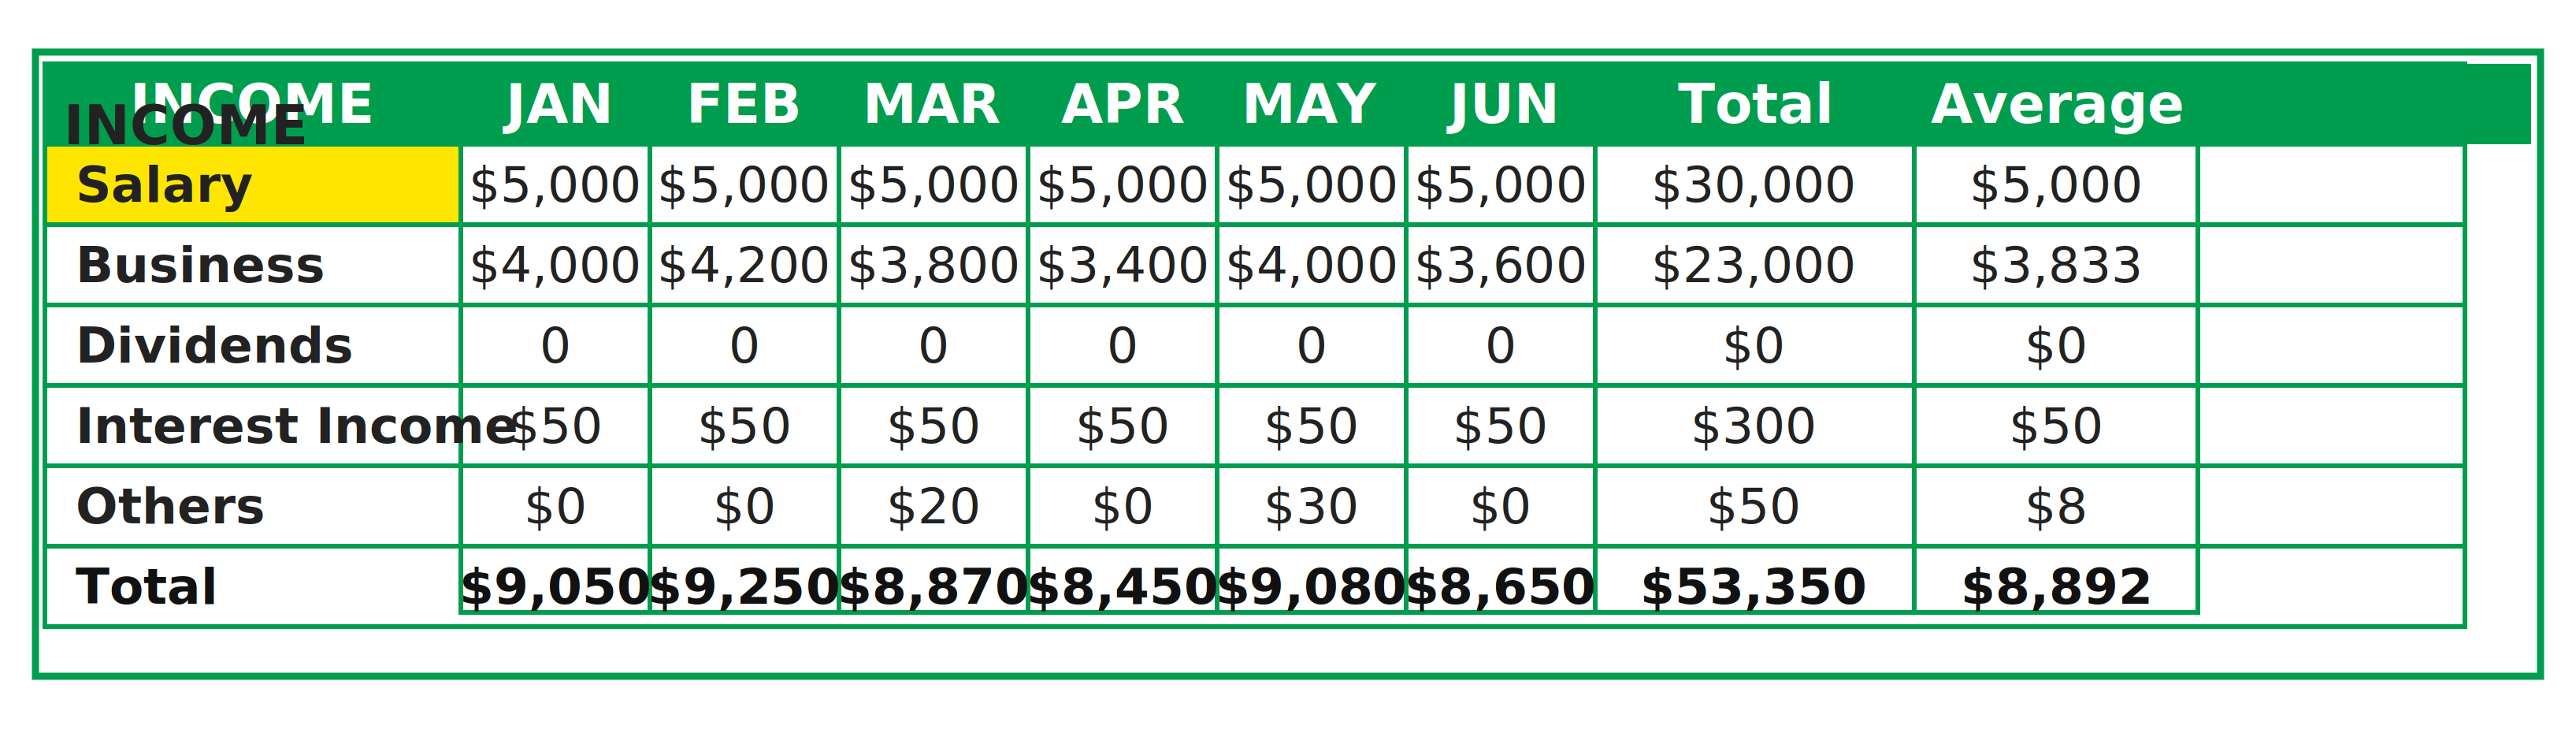 INCOME JAN FEB MAR APR MAY JUN Total Average
INCOME
Salary $5,000 $5,000 $5,000 $5,000 $5,000 $5,000 $30,000 $5,000
Business $4,000 $4,200 $3,800 $3,400 $4,000 $3,600 $23,000 $3,833
Dividends 0 0 0 0 0 0 $0 $0
Interest Income $50 $50 $50 $50 $50 $50 $300 $50
Others $0 $0 $20 $0 $30 $0 $50 $8
Total $9,050 $9,250 $8,870 $8,450 $9,080 $8,650 $53,350 $8,892